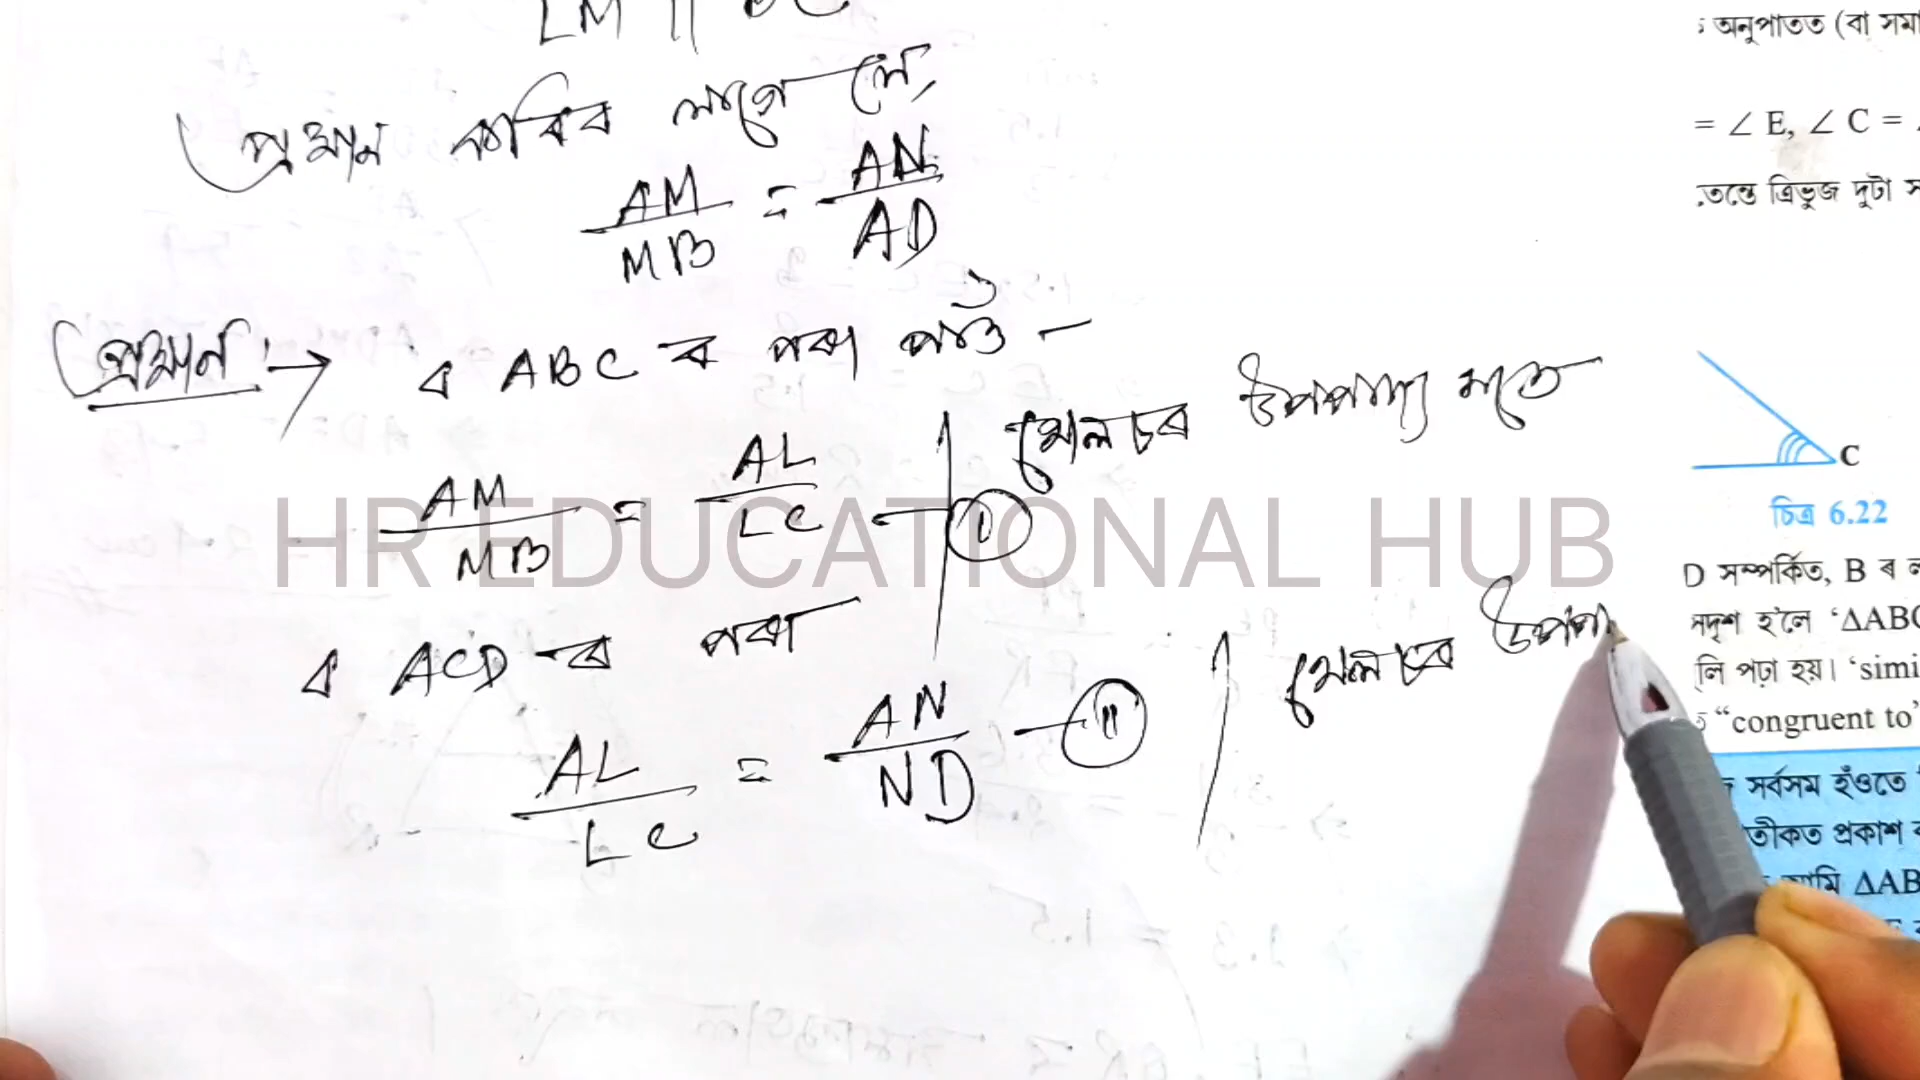 LM ||
প্ৰমান কৰিব লাগে যে,
AM/MB = AN/AD
প্ৰমান :→ ABC ৰ পৰা পাওঁ —
AM/MB = AL/LC — (I) | থেলচৰ উপপাদ্য মতে
ACD ৰ পৰা
AL/LC = AN/ND — (II) | থেলচৰ উপপা
HR EDUCATIONAL HUB
অনুপাতত (বা সমা
= ∠ E, ∠ C =
ত্ৰিভুজ দুটা স
C
চিত্ৰ 6.22
D সম্পৰ্কিত, B ৰ ল
সদৃশ হ'লে ‘ΔABC
লি পঢ়া হয়। ‘simi
“congruent to’
সৰ্বসম হঁওতে
তীকত প্ৰকাশ
আমি ΔAB